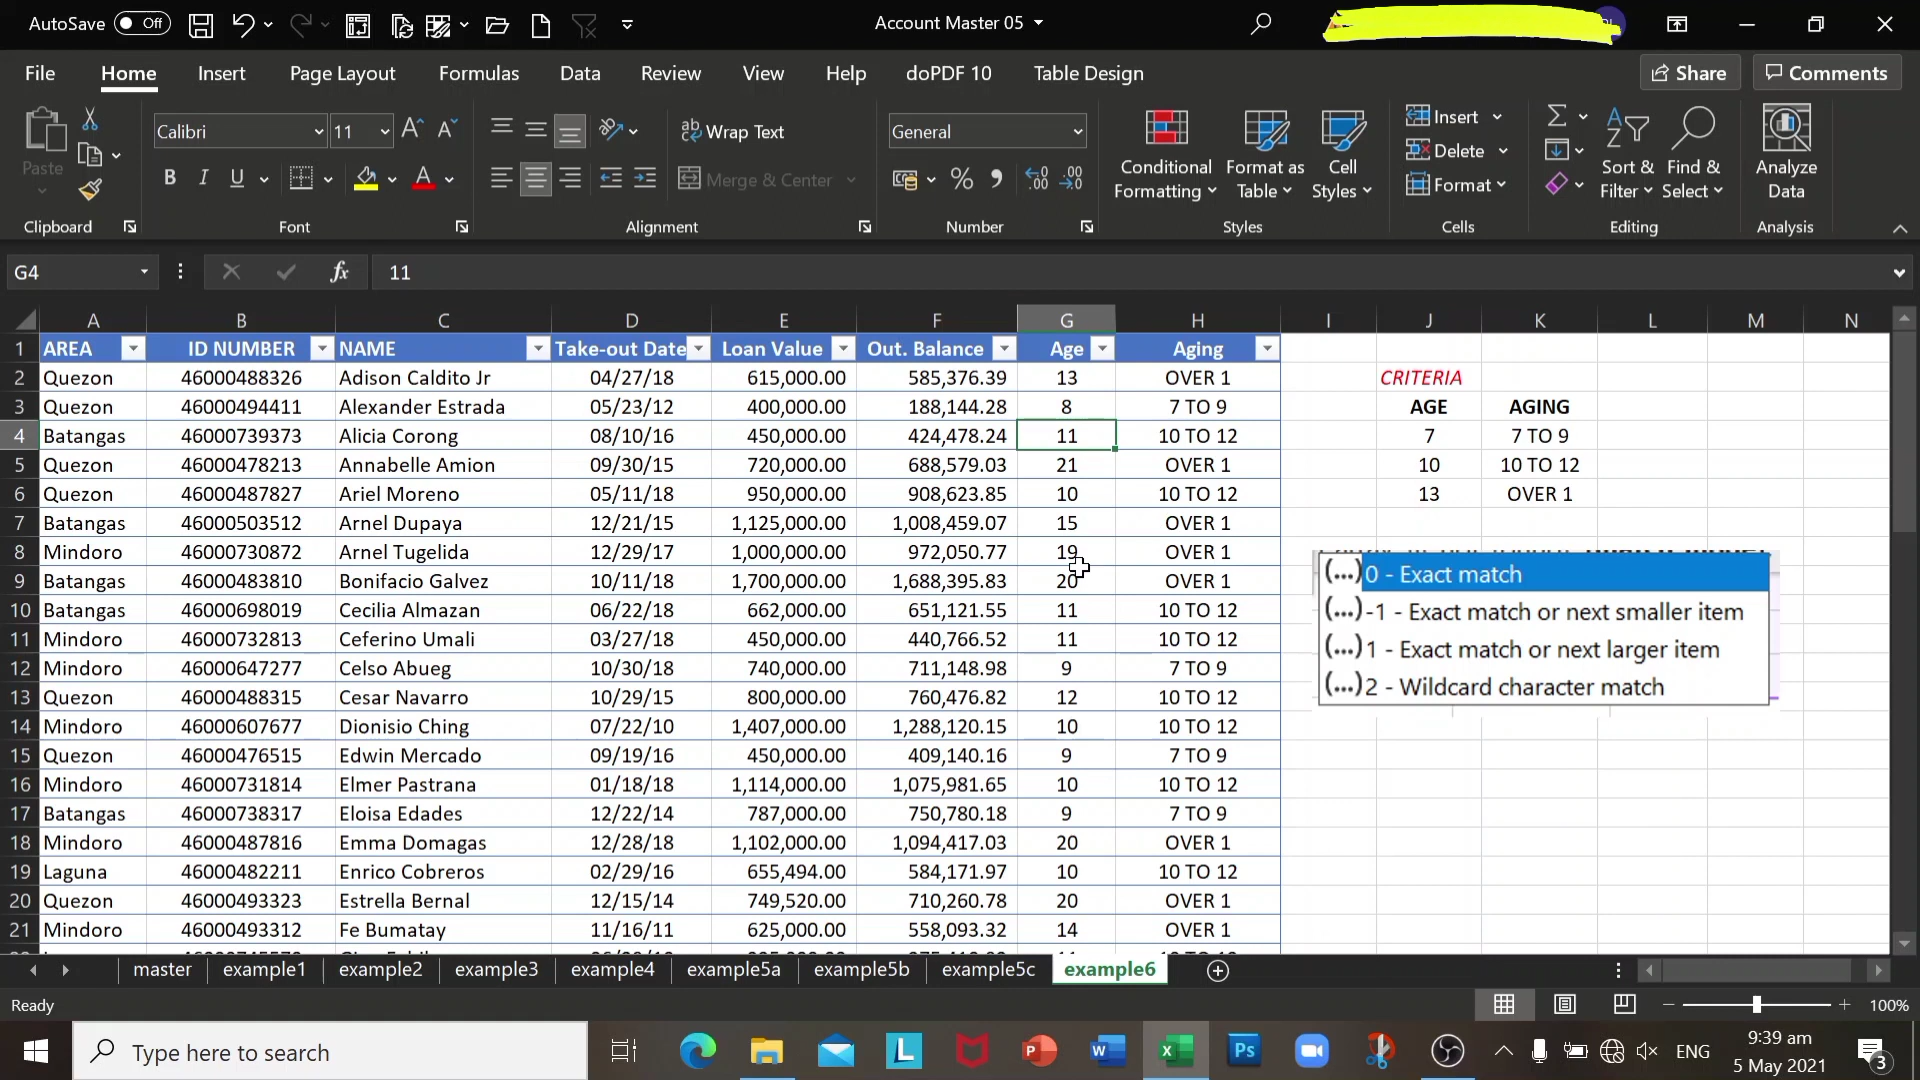 AutoSave Off Account Master 05
File Home Insert Page Layout Formulas Data Review View Help doPDF 10 Table Design Share Comments
Paste
Calibri 11
B I U
Wrap Text
Merge & Center
General
Conditional Formatting
Format as Table
Cell Styles
Insert
Delete
Format
Sort & Filter
Find & Select
Analyze Data
Clipboard Font Alignment Number Styles Cells Editing Analysis
G4 fx 11
A B C D E F G H I J K L M N
1 AREA ID NUMBER NAME Take-out Date Loan Value Out. Balance Age Aging
2 Quezon 46000488326 Adison Caldito Jr 04/27/18 615,000.00 585,376.39 13 OVER 1 CRITERIA
3 Quezon 46000494411 Alexander Estrada 05/23/12 400,000.00 188,144.28 8 7 TO 9 AGE AGING
4 Batangas 46000739373 Alicia Corong 08/10/16 450,000.00 424,478.24 11 10 TO 12 7 7 TO 9
5 Quezon 46000478213 Annabelle Amion 09/30/15 720,000.00 688,579.03 21 OVER 1 10 10 TO 12
6 Quezon 46000487827 Ariel Moreno 05/11/18 950,000.00 908,623.85 10 10 TO 12 13 OVER 1
7 Batangas 46000503512 Arnel Dupaya 12/21/15 1,125,000.00 1,008,459.07 15 OVER 1
8 Mindoro 46000730872 Arnel Tugelida 12/29/17 1,000,000.00 972,050.77 19 OVER 1
9 Batangas 46000483810 Bonifacio Galvez 10/11/18 1,700,000.00 1,688,395.83 20 OVER 1
10 Batangas 46000698019 Cecilia Almazan 06/22/18 662,000.00 651,121.55 11 10 TO 12
11 Mindoro 46000732813 Ceferino Umali 03/27/18 450,000.00 440,766.52 11 10 TO 12
12 Mindoro 46000647277 Celso Abueg 10/30/18 740,000.00 711,148.98 9 7 TO 9
13 Quezon 46000488315 Cesar Navarro 10/29/15 800,000.00 760,476.82 12 10 TO 12
14 Mindoro 46000607677 Dionisio Ching 07/22/10 1,407,000.00 1,288,120.15 10 10 TO 12
15 Quezon 46000476515 Edwin Mercado 09/19/16 450,000.00 409,140.16 9 7 TO 9
16 Mindoro 46000731814 Elmer Pastrana 01/18/18 1,114,000.00 1,075,981.65 10 10 TO 12
17 Batangas 46000738317 Eloisa Edades 12/22/14 787,000.00 750,780.18 9 7 TO 9
18 Mindoro 46000487816 Emma Domagas 12/28/18 1,102,000.00 1,094,417.03 20 OVER 1
19 Laguna 46000482211 Enrico Cobreros 02/29/16 655,494.00 584,171.97 10 10 TO 12
20 Quezon 46000493323 Estrella Bernal 12/15/14 749,520.00 710,260.78 20 OVER 1
21 Mindoro 46000493312 Fe Bumatay 11/16/11 625,000.00 558,093.32 14 OVER 1
(...) 0 - Exact match
(...) -1 - Exact match or next smaller item
(...) 1 - Exact match or next larger item
(...) 2 - Wildcard character match
master example1 example2 example3 example4 example5a example5b example5c example6
Ready 100%
Type here to search ENG 9:39 am
5 May 2021 3